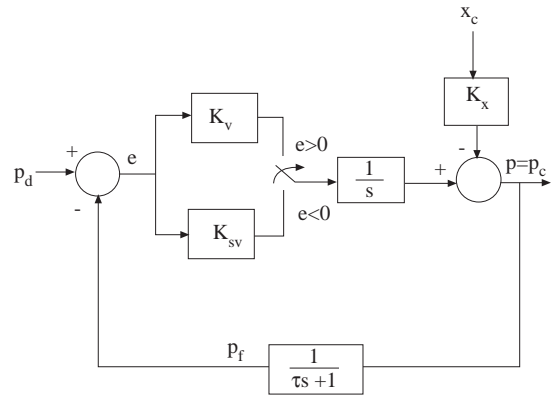 x_c
K_x
K_v
+
e
e>0
-
p_d
1
s
+
p=p_c
-
K_sv
e<0
p_f
1
τs +1